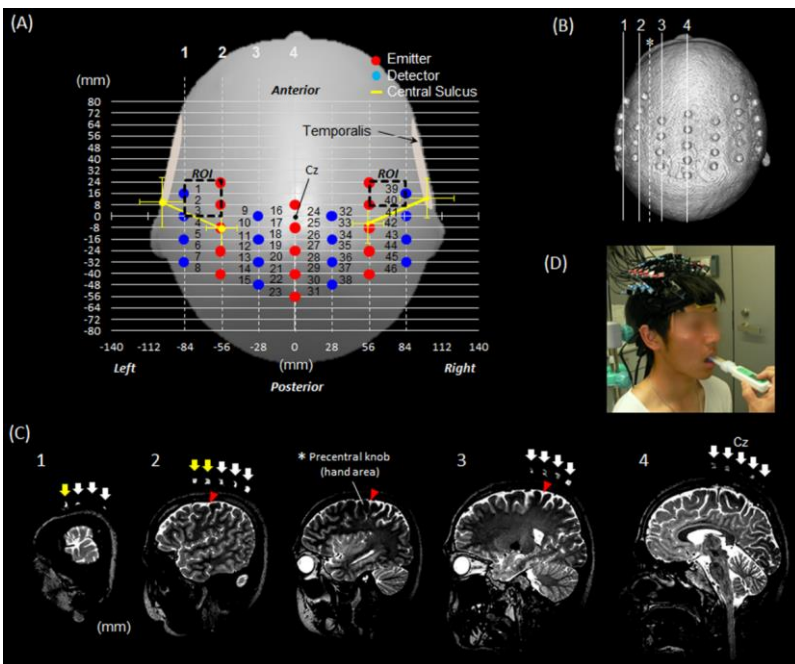 (A)
1 2 3 4
Emitter
Detector
Central Sulcus
(mm)
Anterior
Temporalis
Cz
ROI
ROI
80
72
64
56
48
40
32
24
16
8
0
-8
-16
-24
-32
-40
-48
-56
-64
-72
-80
1
2
3
4
5
6
7
8
9
10
11
12
13
14
15
16
17
18
19
20
21
22
23
24
25
26
27
28
29
30
31
32
33
34
35
36
37
38
39
40
41
42
43
44
45
46
-140 -112 -84 -56 -28 0 28 56 84 112 140
(mm)
Left
Right
Posterior
(B)
1 2 * 3 4
(D)
(C)
1
2
* Precentral knob
(hand area)
3
4
Cz
(mm)